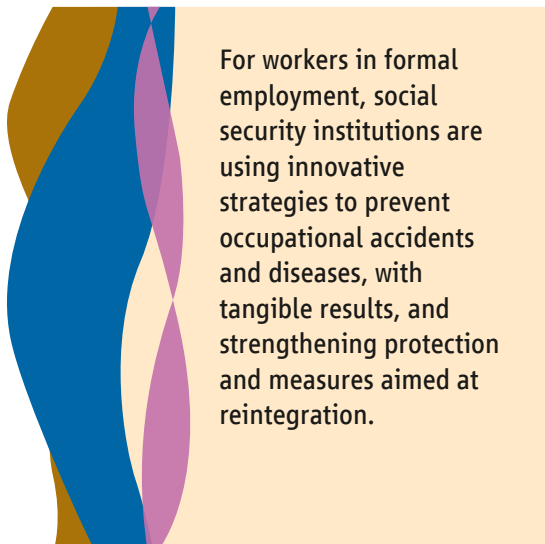 For workers in formal
employment, social
security institutions are
using innovative
strategies to prevent
occupational accidents
and diseases, with
tangible results, and
strengthening protection
and measures aimed at
reintegration.